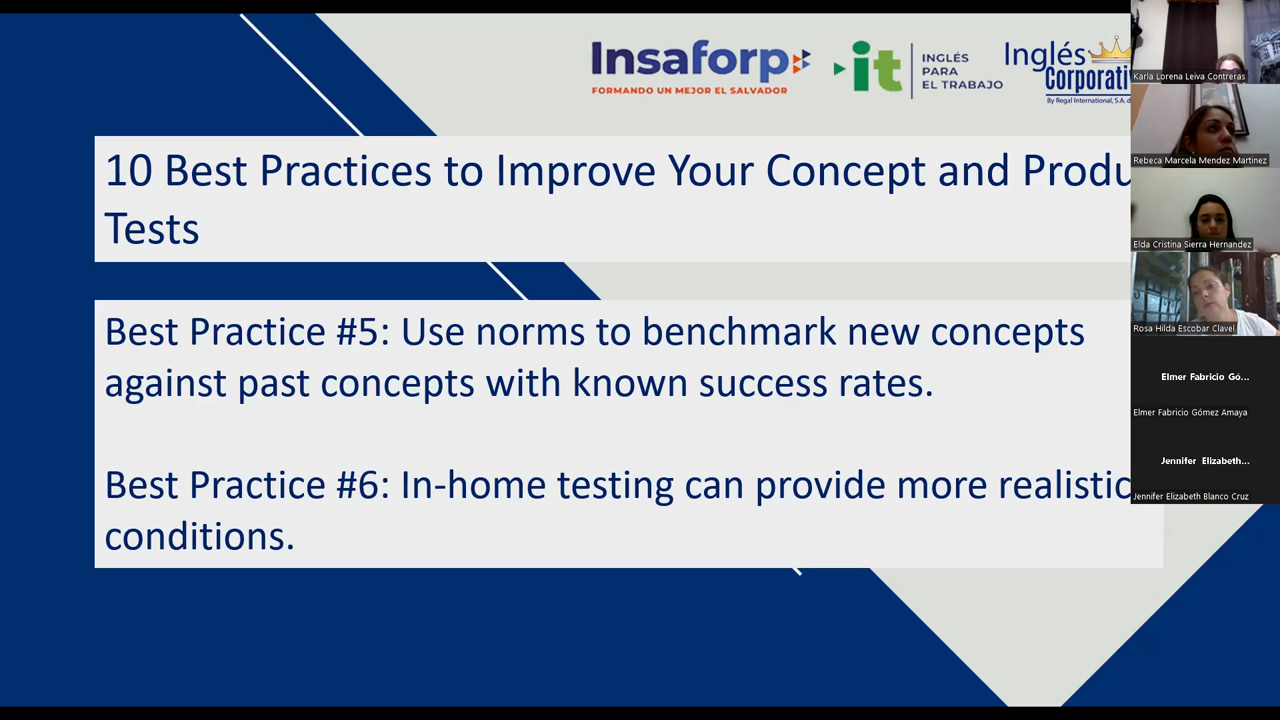 Insaforp
FORMANDO UN MEJOR EL SALVADOR
it
INGLÉS
PARA
EL TRABAJO
Inglés
Corporati
By Regal International, S.A. d
10 Best Practices to Improve Your Concept and Produ
Tests
Best Practice #5: Use norms to benchmark new concepts
against past concepts with known success rates.
Best Practice #6: In-home testing can provide more realistic
conditions.
Karla Lorena Leiva Contreras
Rebeca Marcela Mendez Martinez
Elda Cristina Sierra Hernandez
Rosa Hilda Escobar Clavel
Elmer Fabricio Gó...
Elmer Fabricio Gómez Amaya
Jennifer Elizabeth...
Jennifer Elizabeth Blanco Cruz